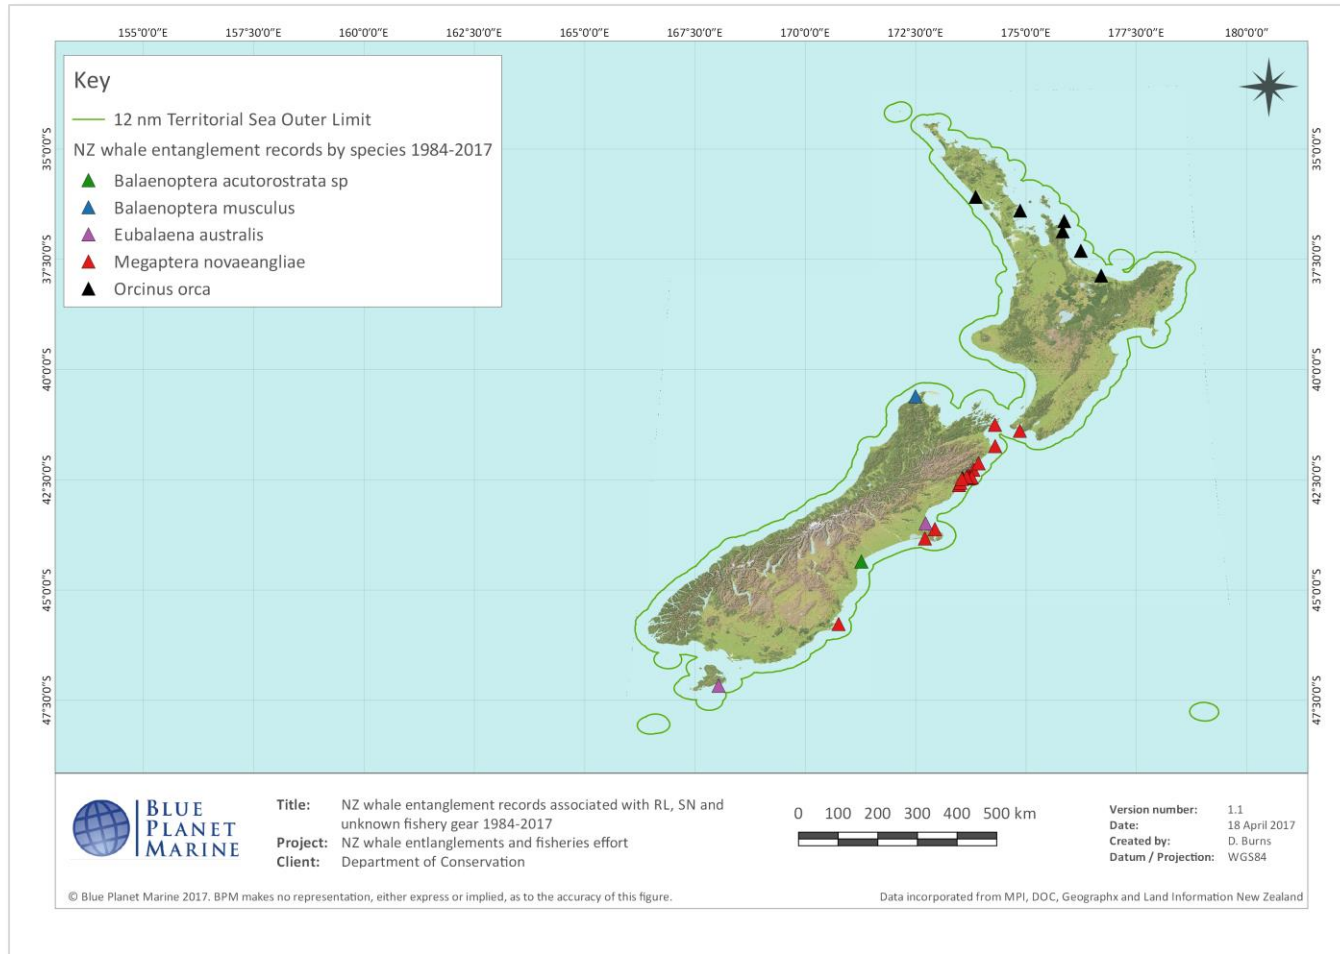 155°0'0"E 157°30'0"E 160°0'0"E 162°30'0"E 165°0'0"E 167°30'0"E 170°0'0"E 172°30'0"E 175°0'0"E 177°30'0"E 180°0'0"E
Key
12 nm Territorial Sea Outer Limit
NZ whale entanglement records by species 1984-2017
Balaenoptera acutorostrata sp
Balaenoptera musculus
Eubalaena australis
Megaptera novaeangliae
Orcinus orca
35°0'0"S 35°0'0"S
37°30'0"S 37°30'0"S
40°0'0"S 40°0'0"S
42°30'0"S 42°30'0"S
45°0'0"S 45°0'0"S
47°30'0"S 47°30'0"S
BLUE
PLANET
MARINE
Title: NZ whale entanglement records associated with RL, SN and
unknown fishery gear 1984-2017
Project: NZ whale entlanglements and fisheries effort
Client: Department of Conservation
0 100 200 300 400 500 km
Version number: 1.1
Date: 18 April 2017
Created by: D. Burns
Datum / Projection: WGS84
© Blue Planet Marine 2017. BPM makes no representation, either express or implied, as to the accuracy of this figure.
Data incorporated from MPI, DOC, Geographx and Land Information New Zealand